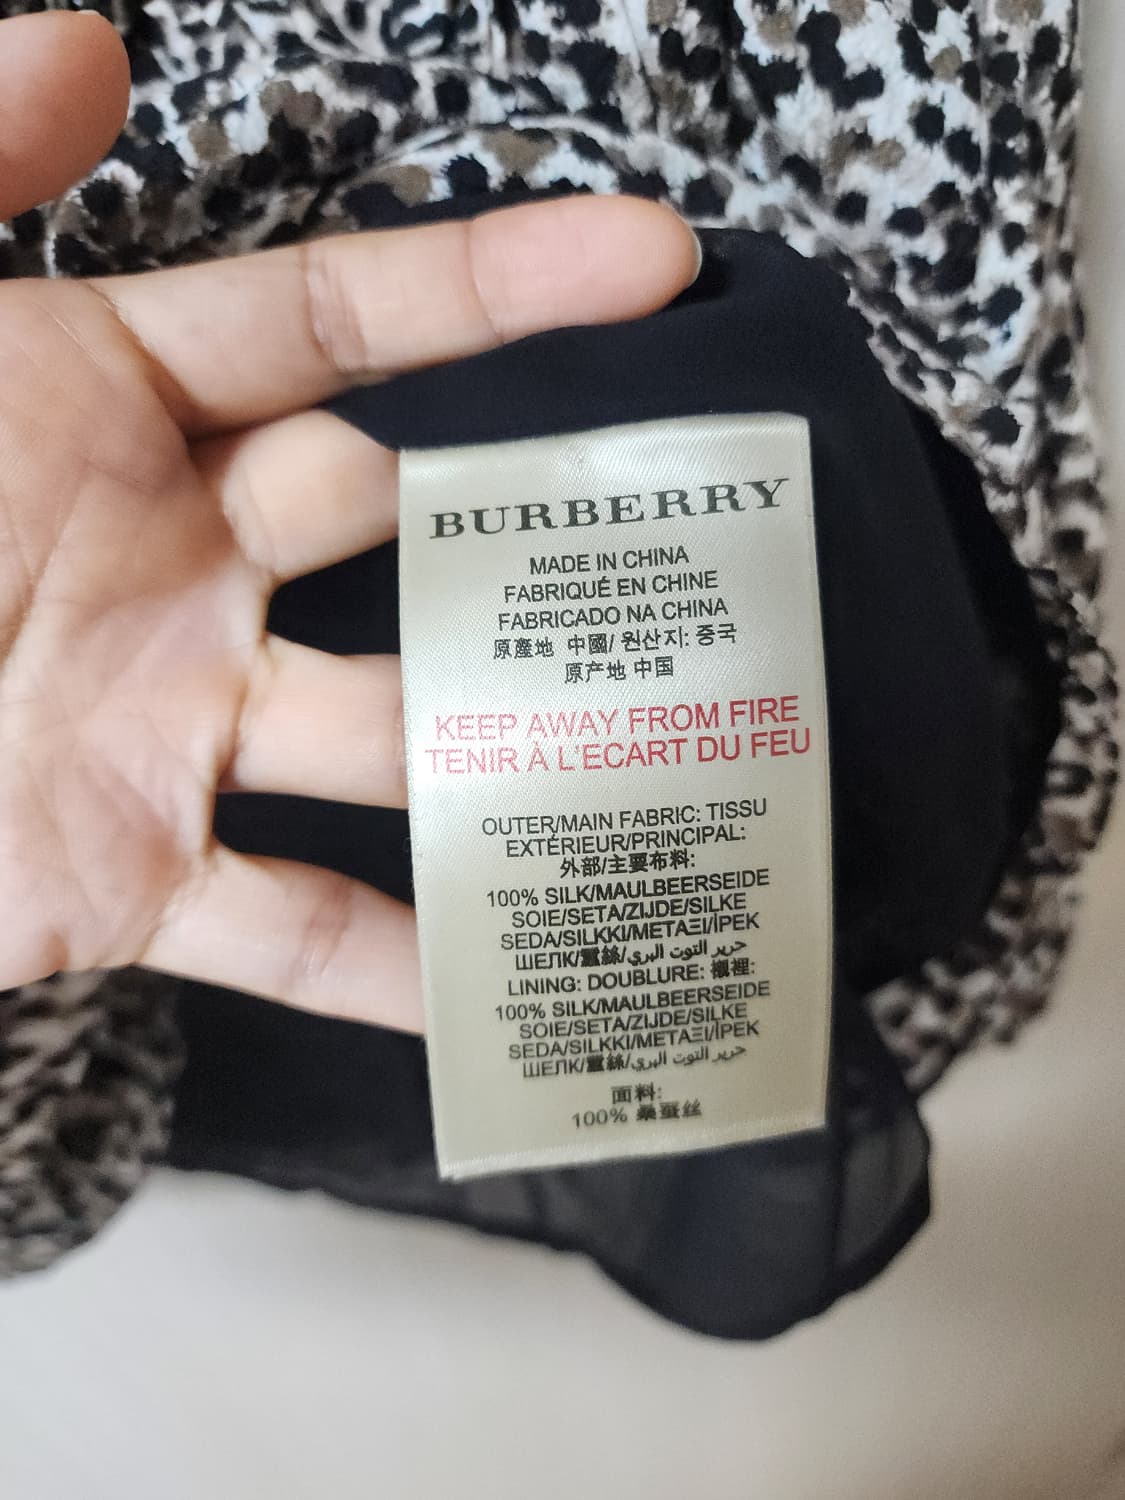 BURBERRY
MADE IN CHINA
FABRIQUÉ EN CHINE
FABRICADO NA CHINA
原產地 中國/ 원산지: 중국
原产地 中国
KEEP AWAY FROM FIRE
TENIR À L'ECART DU FEU
OUTER/MAIN FABRIC: TISSU
EXTÉRIEUR/PRINCIPAL:
外部/主要布料:
100% SILK/MAULBEERSEIDE
SOIE/SETA/ZIJDE/SILKE
SEDA/SILKKI/ΜΕΤΑΞΙ/İPEK
ШЕЛК/蠶絲/حرير التوت البري
LINING: DOUBLURE: 襯裡:
100% SILK/MAULBEERSEIDE
SOIE/SETA/ZIJDE/SILKE
SEDA/SILKKI/ΜΕΤΑΞΙ/İPEK
ШЕЛК/蠶絲/حرير التوت البري
面料:
100% 桑蚕丝